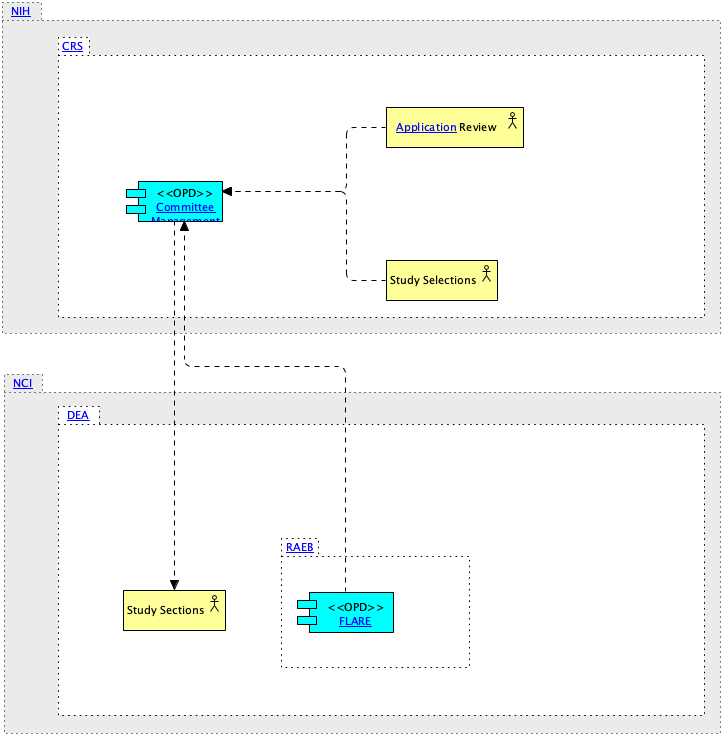 NIH
CRS
Application Review
<<OPD>>
Committee
Management
Study Selections
NCI
DEA
RAEB
<<OPD>>
FLARE
Study Sections